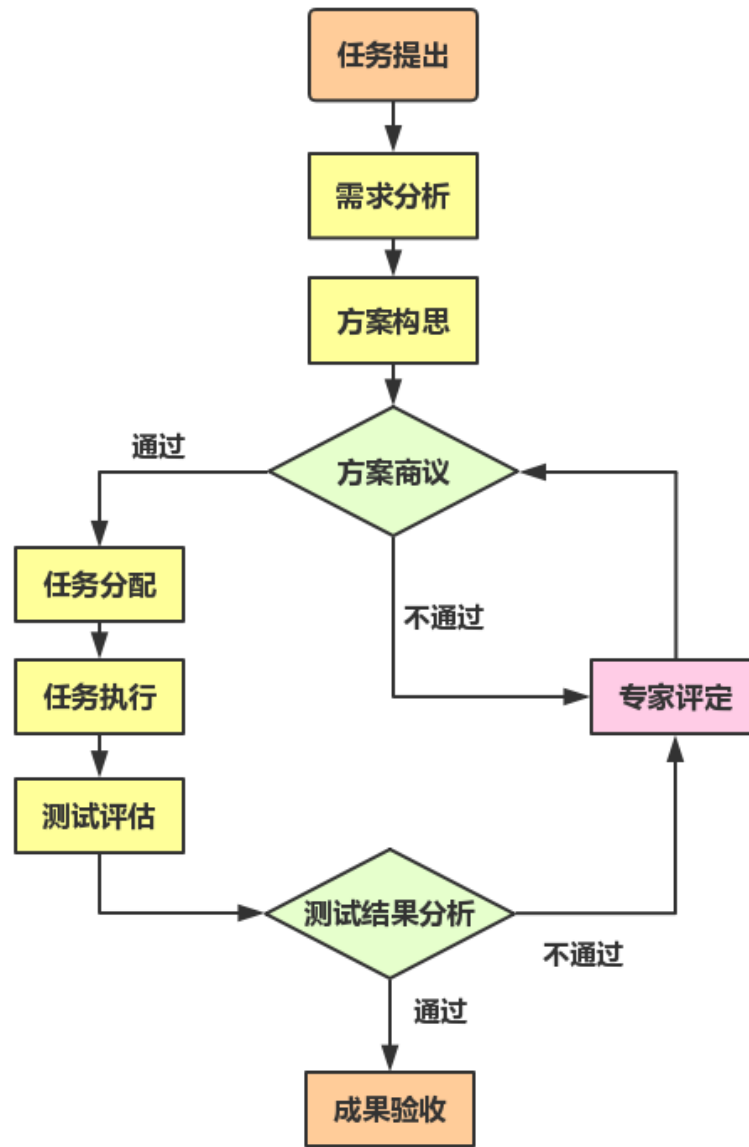 任务提出
需求分析
方案构思
通过
方案商议
任务分配
不通过
任务执行
专家评定
测试评估
测试结果分析
不通过
通过
成果验收